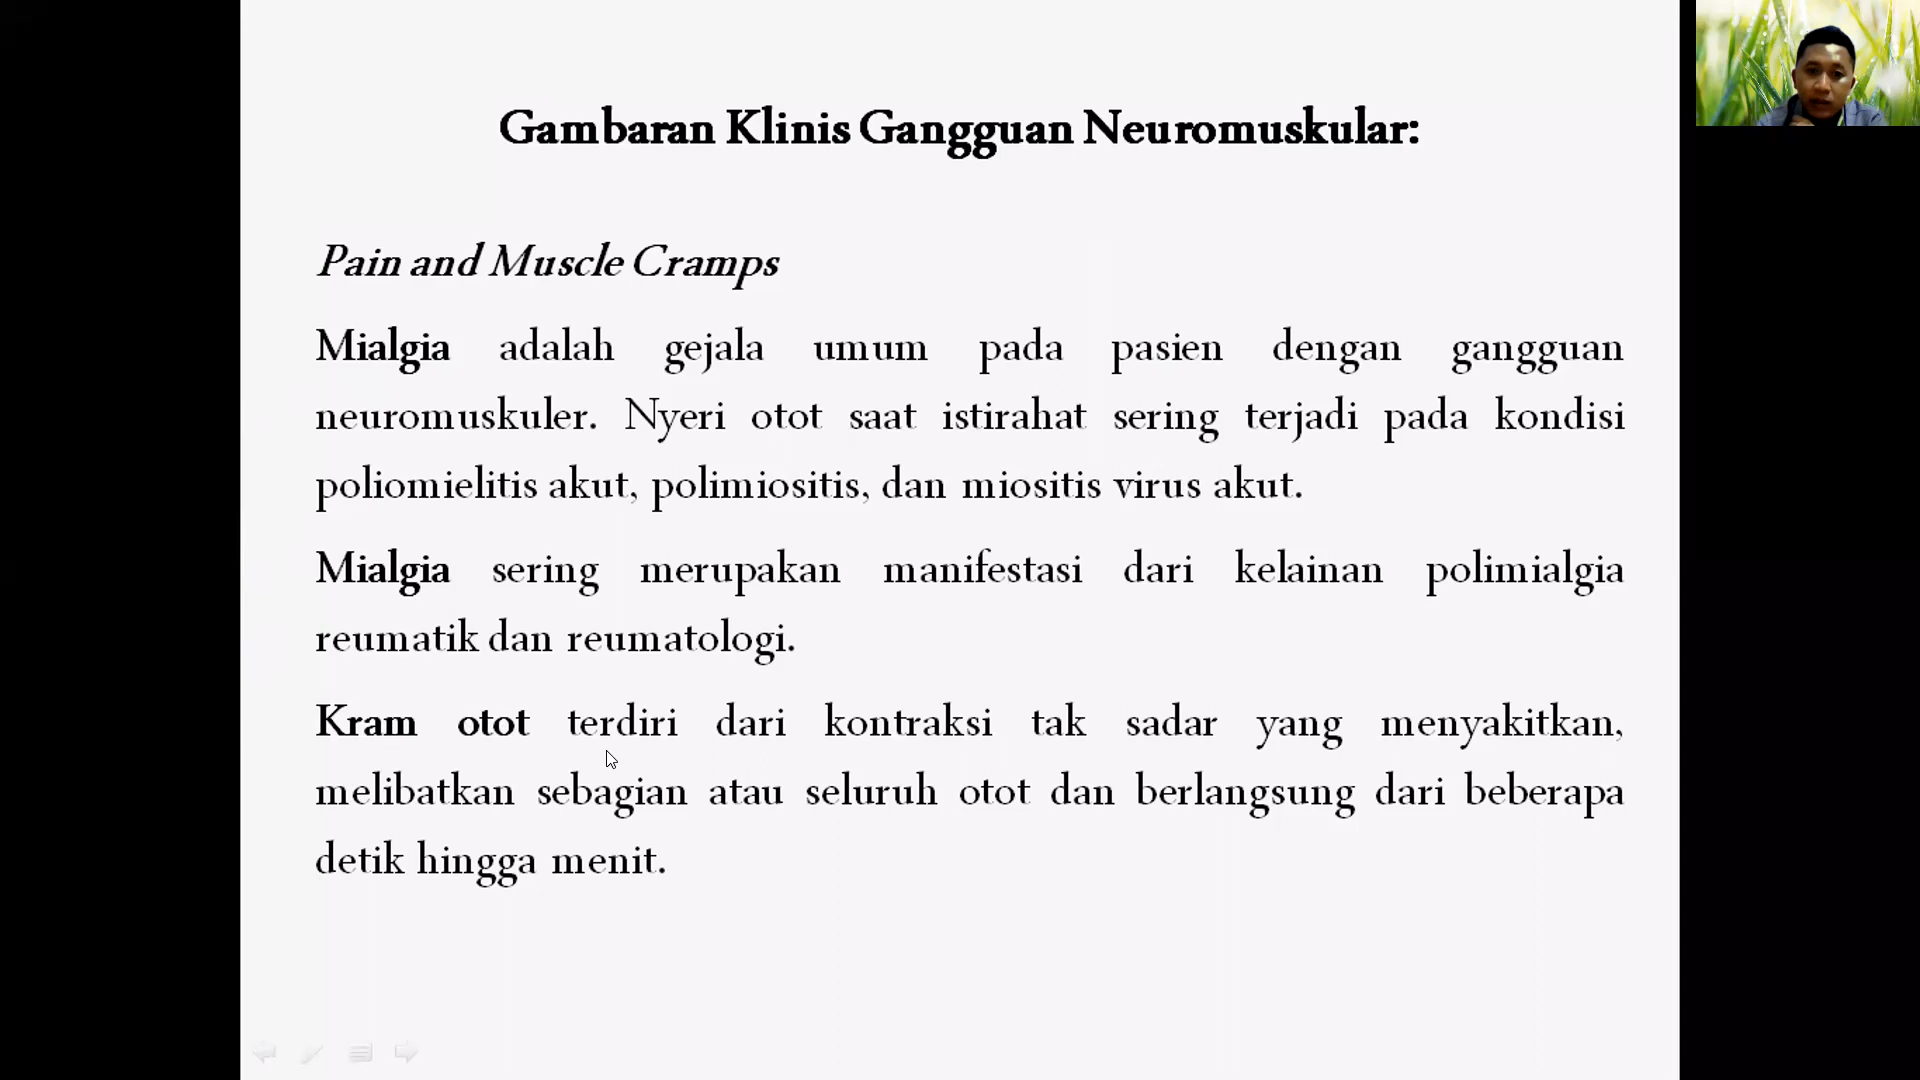 Gambaran Klinis Gangguan Neuromuskular:
Pain and Muscle Cramps
Mialgia adalah gejala umum pada pasien dengan gangguan
neuromuskuler. Nyeri otot saat istirahat sering terjadi pada kondisi
poliomielitis akut, polimiositis, dan miositis virus akut.
Mialgia sering merupakan manifestasi dari kelainan polimialgia
reumatik dan reumatologi.
Kram otot terdiri dari kontraksi tak sadar yang menyakitkan,
melibatkan sebagian atau seluruh otot dan berlangsung dari beberapa
detik hingga menit.